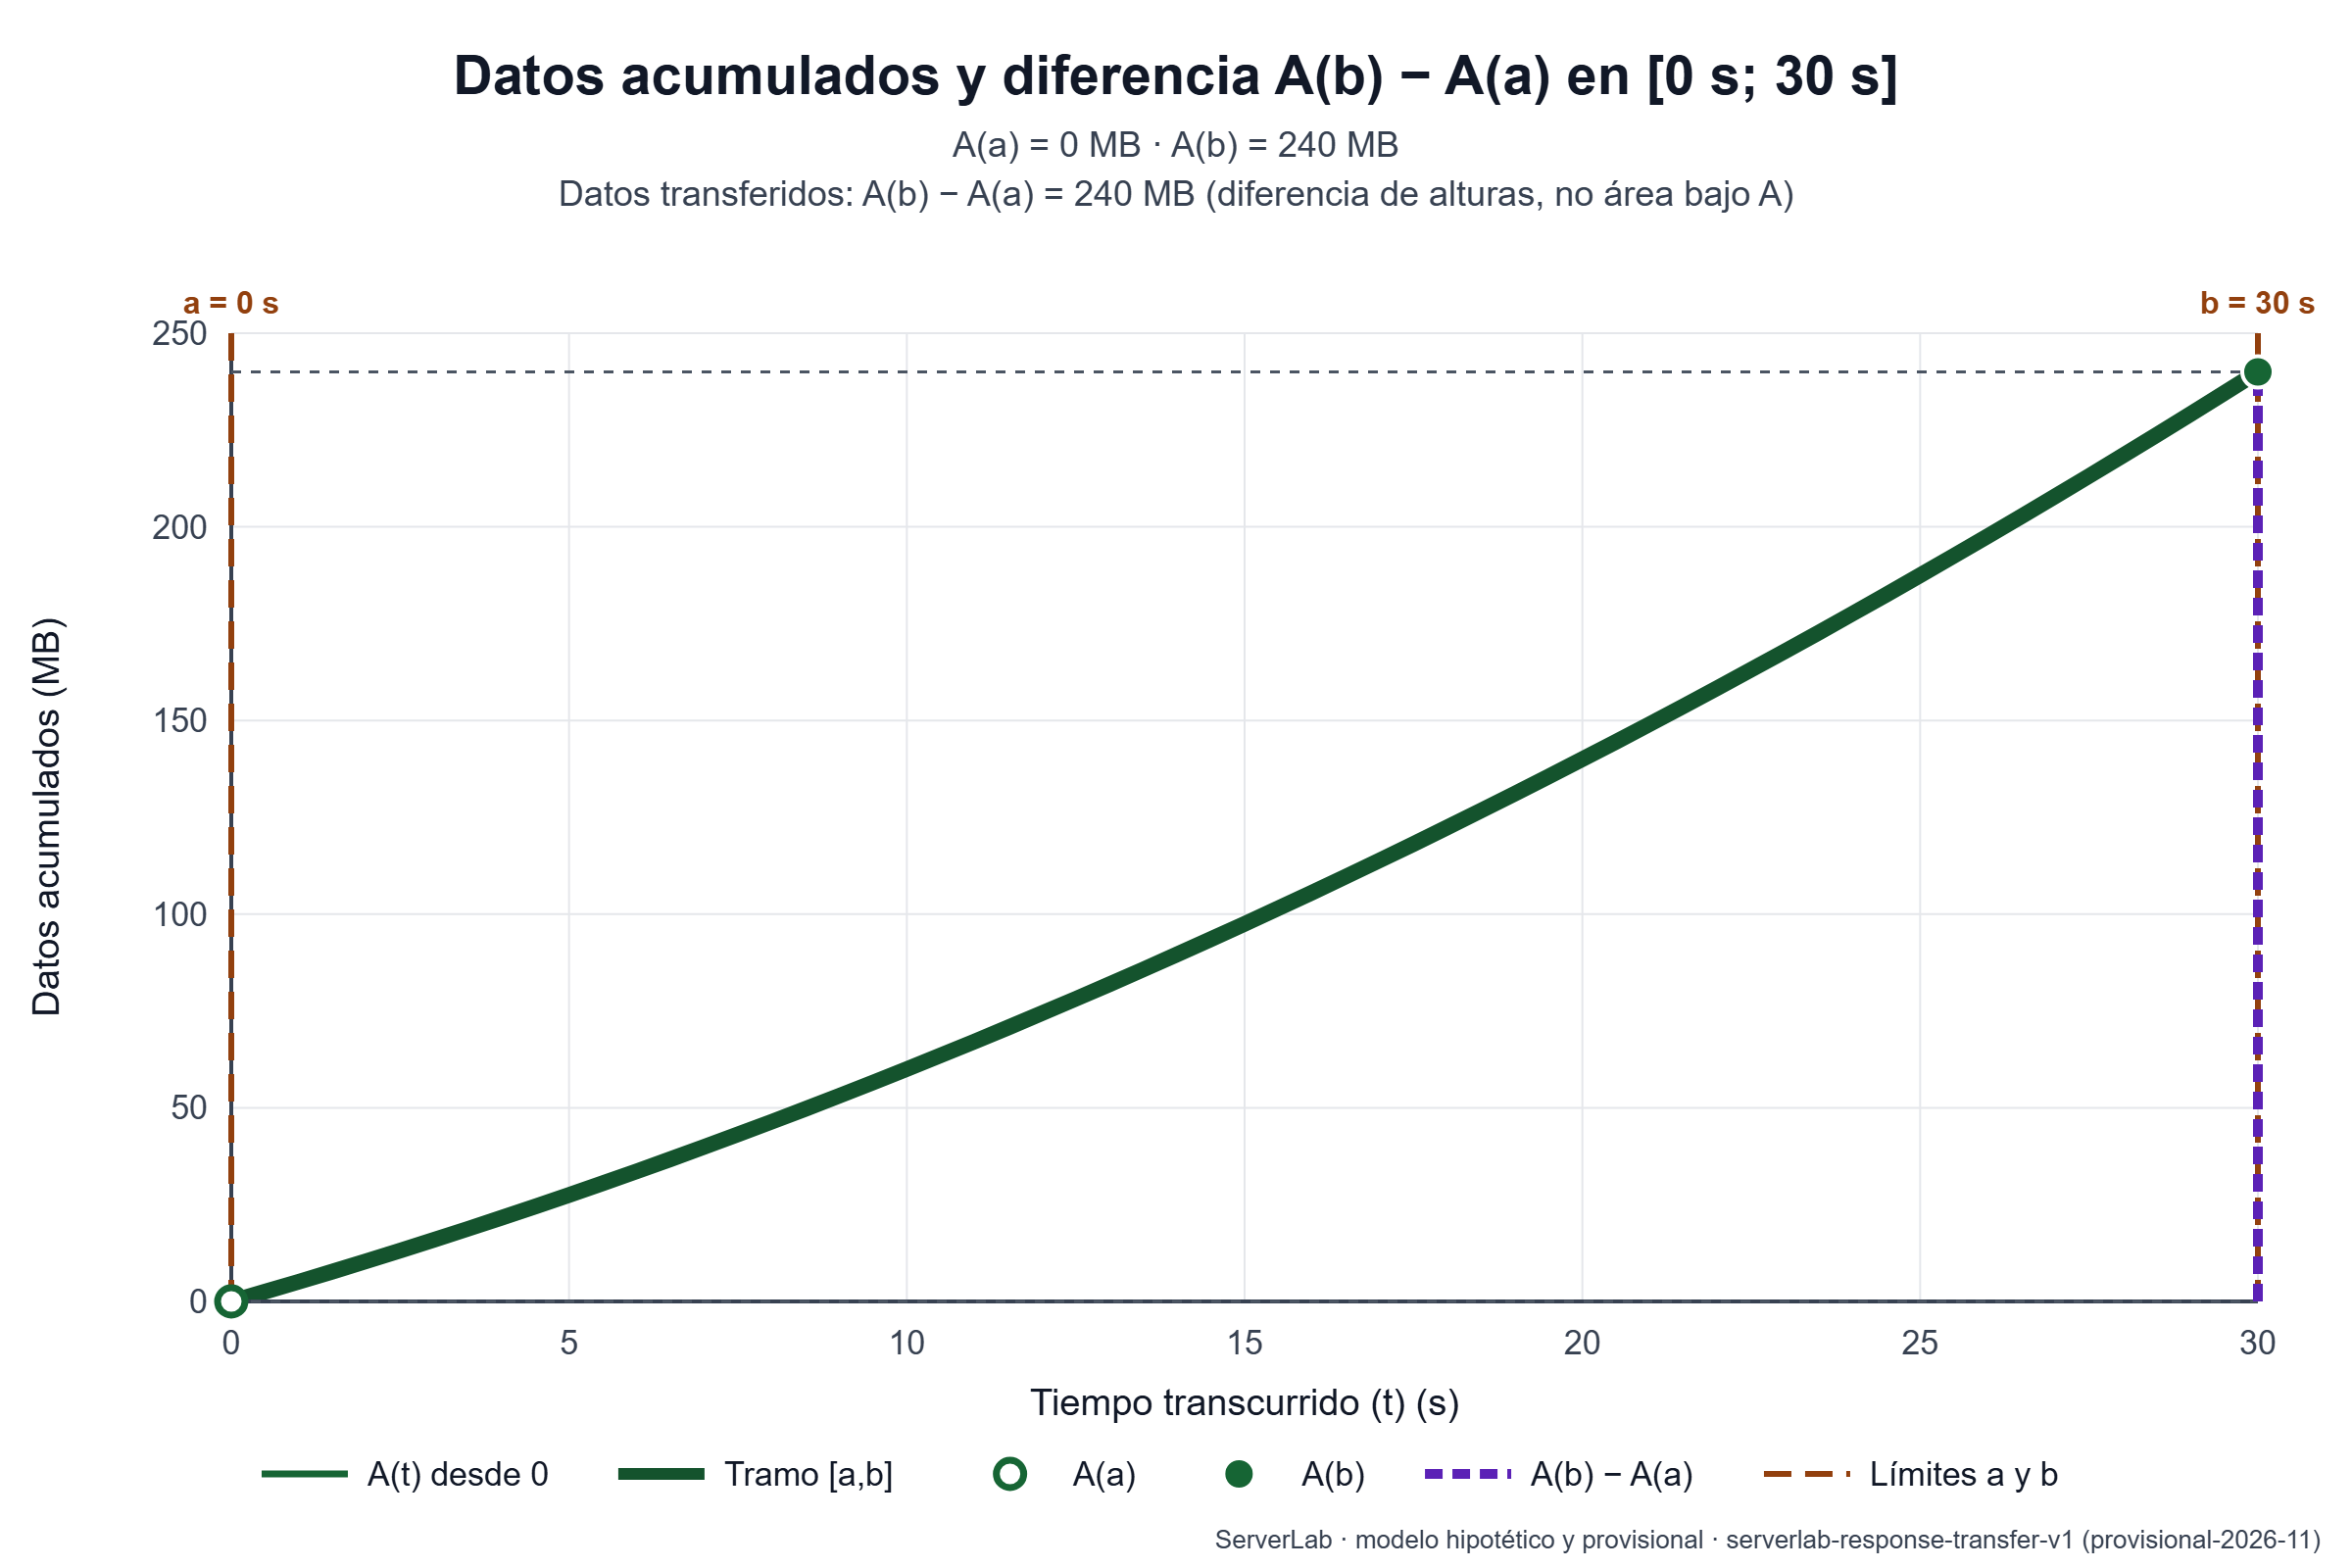 Datos acumulados y diferencia A(b) − A(a) en [0 s; 30 s]
A(a) = 0 MB · A(b) = 240 MB
Datos transferidos: A(b) − A(a) = 240 MB (diferencia de alturas, no área bajo A)
a = 0 s
b = 30 s
250
200
150
100
50
0
Datos acumulados (MB)
0 5 10 15 20 25 30
Tiempo transcurrido (t) (s)
A(t) desde 0 Tramo [a,b] A(a) A(b) A(b) − A(a) Límites a y b
ServerLab · modelo hipotético y provisional · serverlab-response-transfer-v1 (provisional-2026-11)